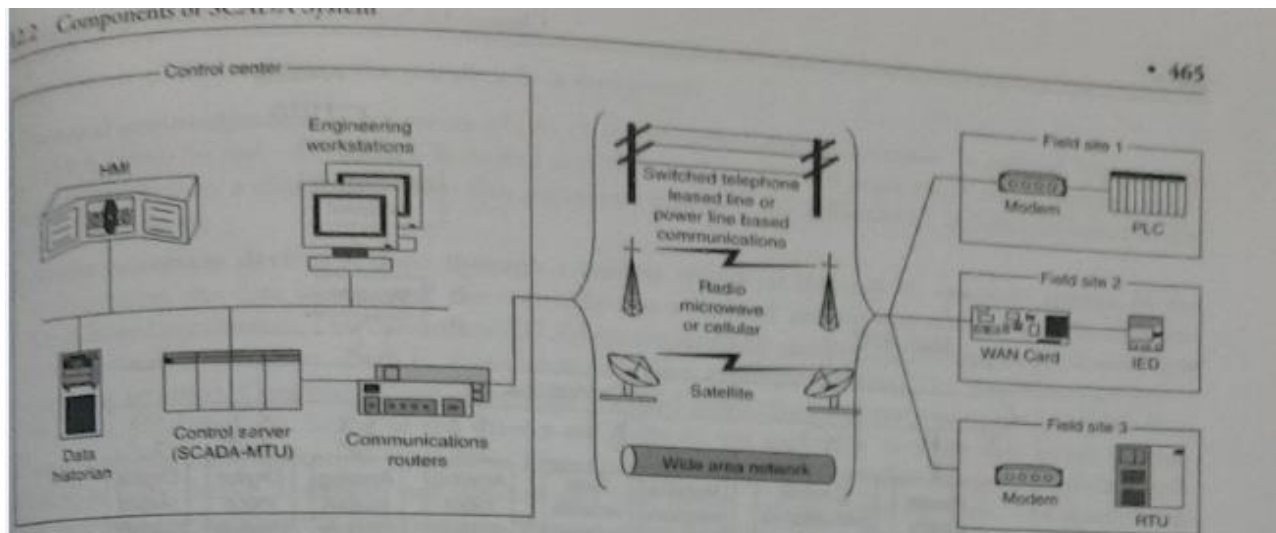 12.2 Components of SCADA System
• 465
Control center
HMI
Engineering
workstations
Data
historian
Control server
(SCADA-MTU)
Communications
routers
Switched telephone
leased line or
power line based
communications
Radio
microwave
or cellular
Satellite
Wide area network
Field site 1
Modem
PLC
Field site 2
WAN Card
IED
Field site 3
Modem
RTU